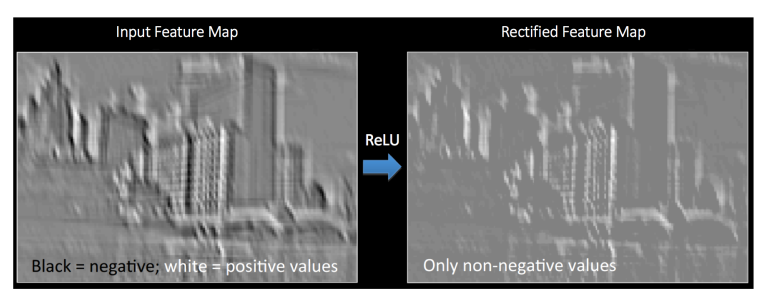 Input Feature Map
Rectified Feature Map
ReLU
Black = negative; white = positive values
Only non-negative values